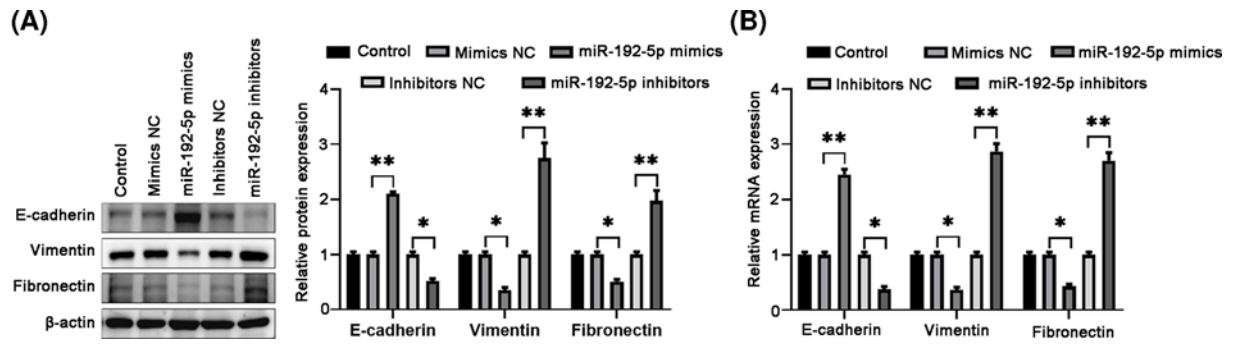 (A)
Control
Mimics NC
miR-192-5p mimics
Inhibitors NC
miR-192-5p inhibitors
E-cadherin
Vimentin
Fibronectin
β-actin
Control Mimics NC miR-192-5p mimics
Inhibitors NC miR-192-5p inhibitors
Relative protein expression
4
3
2
1
0
** * * ** * **
E-cadherin Vimentin Fibronectin
(B)
Control Mimics NC miR-192-5p mimics
Inhibitors NC miR-192-5p inhibitors
Relative mRNA expression
4
3
2
1
0
** * * ** * **
E-cadherin Vimentin Fibronectin